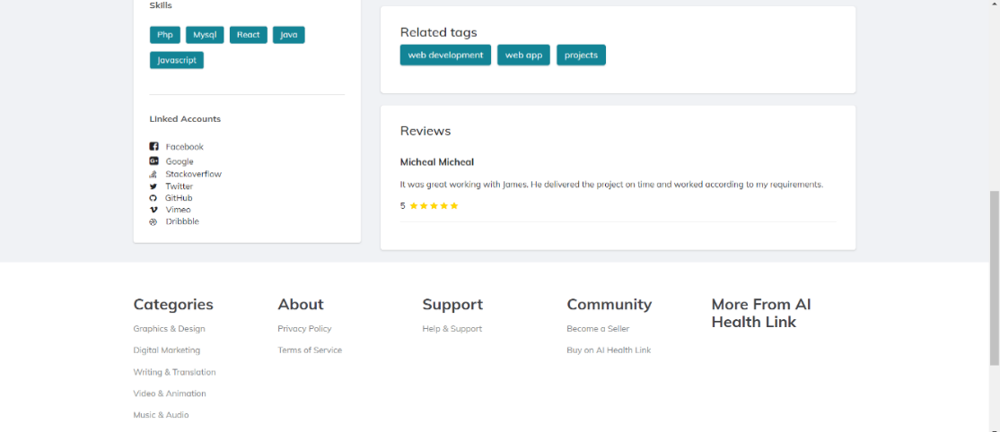 Skills
Php Mysql React Java
Javascript
Linked Accounts
Facebook
Google
Stackoverflow
Twitter
GitHub
Vimeo
Dribbble
Related tags
web development web app projects
Reviews
Micheal Micheal
It was great working with James. He delivered the project on time and worked according to my requirements.
5
Categories
Graphics & Design
Digital Marketing
Writing & Translation
Video & Animation
Music & Audio
About
Privacy Policy
Terms of Service
Support
Help & Support
Community
Become a Seller
Buy on AI Health Link
More From AI
Health Link